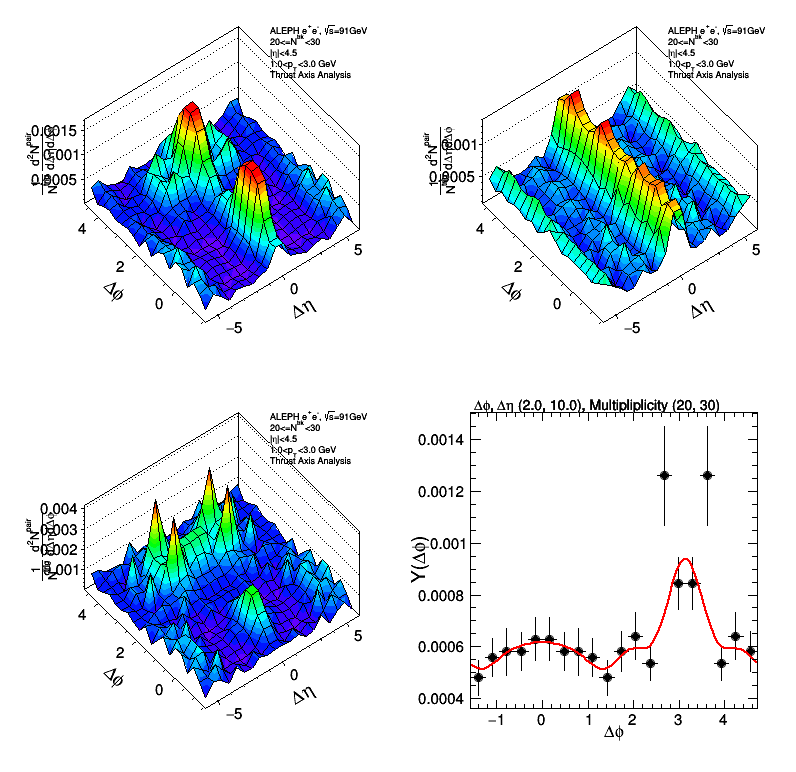 ALEPH e⁺e⁻, √s=91GeV
20<=N^trk<30
|η|<4.5
1.0<p_T<3.0 GeV
Thrust Axis Analysis
0.0015
0.001
0.0005
4
2
0
Δφ
−5
0
5
Δη
ALEPH e⁺e⁻, √s=91GeV
20<=N^trk<30
|η|<4.5
1.0<p_T<3.0 GeV
Thrust Axis Analysis
0.001
0.0005
4
2
0
Δφ
−5
0
5
Δη
ALEPH e⁺e⁻, √s=91GeV
20<=N^trk<30
|η|<4.5
1.0<p_T<3.0 GeV
Thrust Axis Analysis
0.004
0.003
0.002
0.001
4
2
0
Δφ
−5
0
5
Δη
Δφ, Δη (2.0, 10.0), Multipliplicity (20, 30)
0.0014
0.0012
0.001
0.0008
0.0006
0.0004
Y(Δφ)
−1 0 1 2 3 4
Δφ